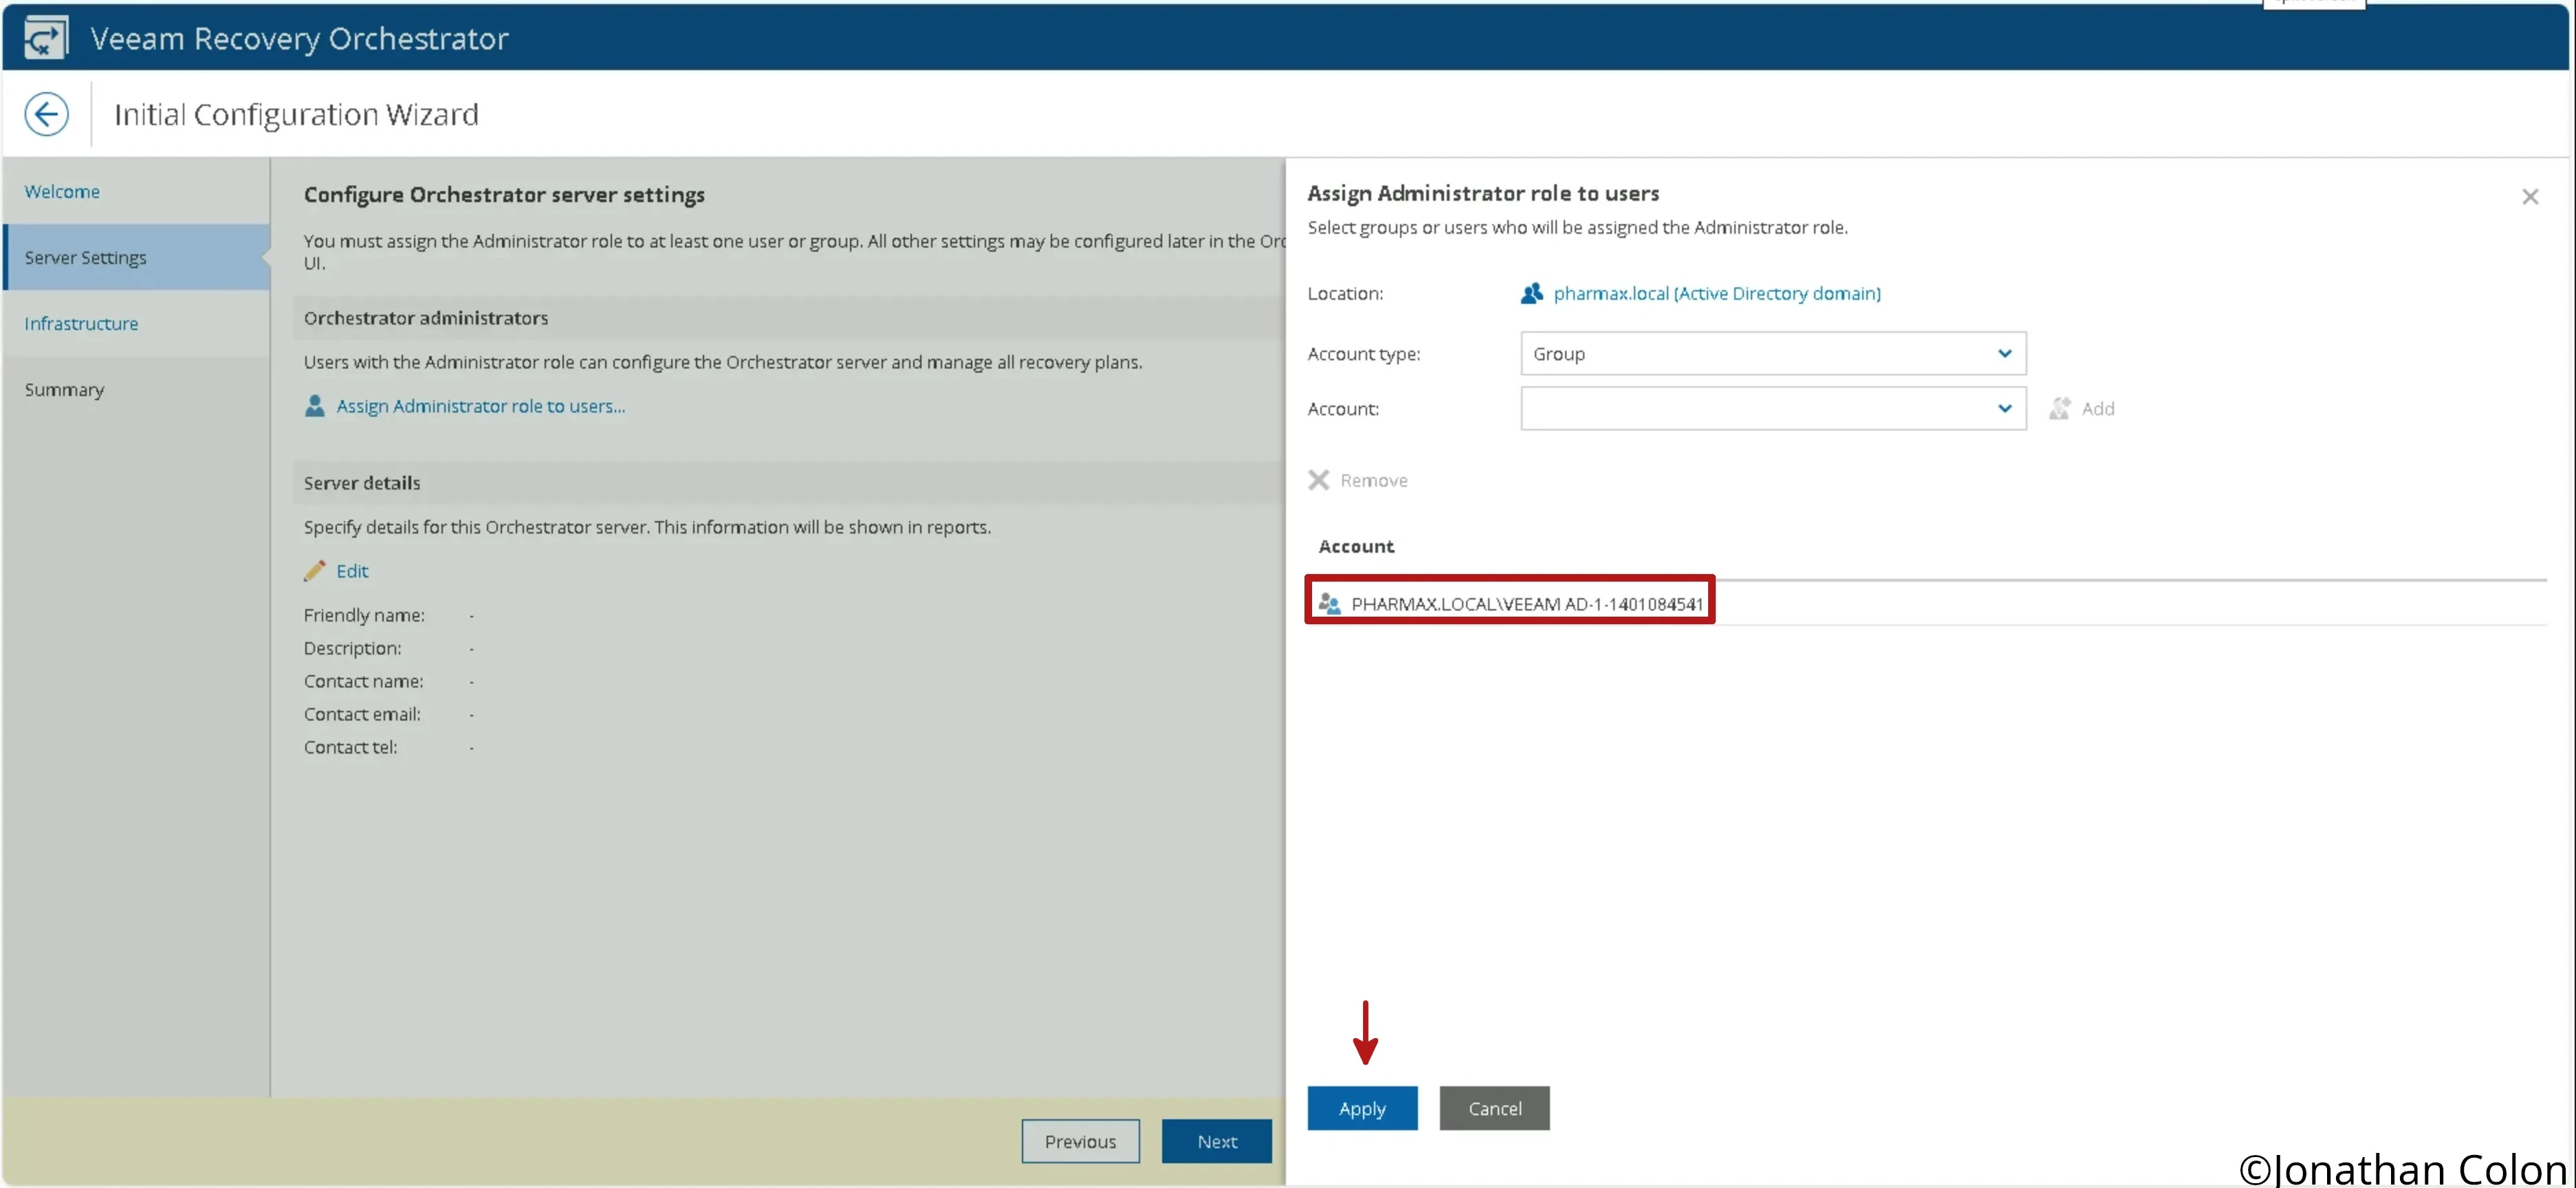 Veeam Recovery Orchestrator
Initial Configuration Wizard
Welcome
Server Settings
Infrastructure
Summary
Configure Orchestrator server settings
You must assign the Administrator role to at least one user or group. All other settings may be configured later in the Orc
UI.
Orchestrator administrators
Users with the Administrator role can configure the Orchestrator server and manage all recovery plans.
Assign Administrator role to users...
Server details
Specify details for this Orchestrator server. This information will be shown in reports.
Edit
Friendly name: -
Description: -
Contact name: -
Contact email: -
Contact tel: -
Previous
Next
Assign Administrator role to users
Select groups or users who will be assigned the Administrator role.
Location: pharmax.local (Active Directory domain)
Account type: Group
Account: Add
Remove
Account
PHARMAX.LOCAL\VEEAM AD-1-1401084541
Apply
Cancel
©Jonathan Colon